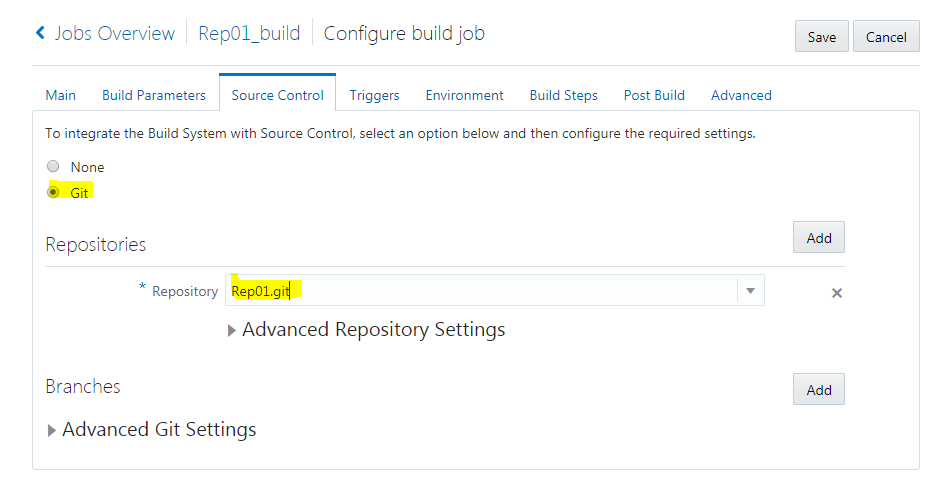 Jobs Overview Rep01_build Configure build job Save Cancel
Main Build Parameters Source Control Triggers Environment Build Steps Post Build Advanced
To integrate the Build System with Source Control, select an option below and then configure the required settings.
None
Git
Repositories Add
* Repository Rep01.git
Advanced Repository Settings
Branches Add
Advanced Git Settings